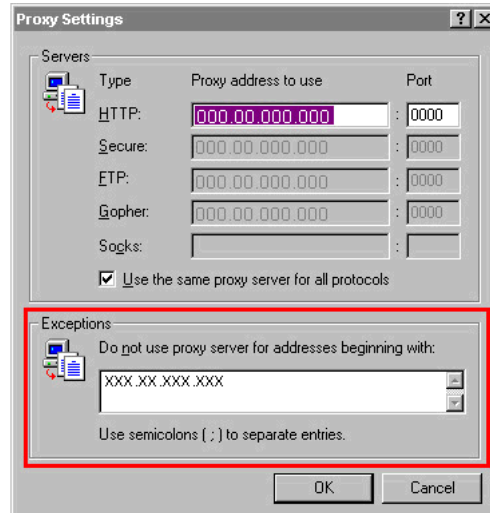 Proxy Settings
Servers
Type Proxy address to use Port
HTTP: 000.00.000.000 : 0000
Secure: 000.00.000.000 : 0000
FTP: 000.00.000.000 : 0000
Gopher: 000.00.000.000 : 0000
Socks: :
Use the same proxy server for all protocols
Exceptions
Do not use proxy server for addresses beginning with:
XXX.XX.XXX.XXX
Use semicolons ( ; ) to separate entries.
OK Cancel